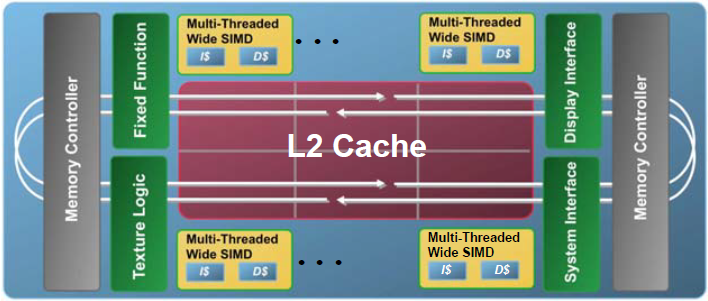 Memory Controller
Fixed Function
Texture Logic
Multi-Threaded
Wide SIMD
I$ D$
. . .
Multi-Threaded
Wide SIMD
I$ D$
L2 Cache
Multi-Threaded
Wide SIMD
I$ D$
. . .
Multi-Threaded
Wide SIMD
I$ D$
Display Interface
System Interface
Memory Controller